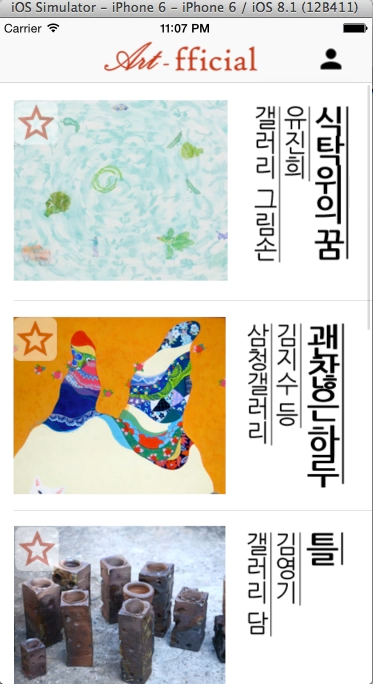 iOS Simulator – iPhone 6 – iPhone 6 / iOS 8.1 (12B411)
Carrier 11:07 PM
Art-fficial
식탁위의 꿈
유진희
갤러리 그림손
괜찮은하루
김지수 등
삼청갤러리
틀
김영기
갤러리 담